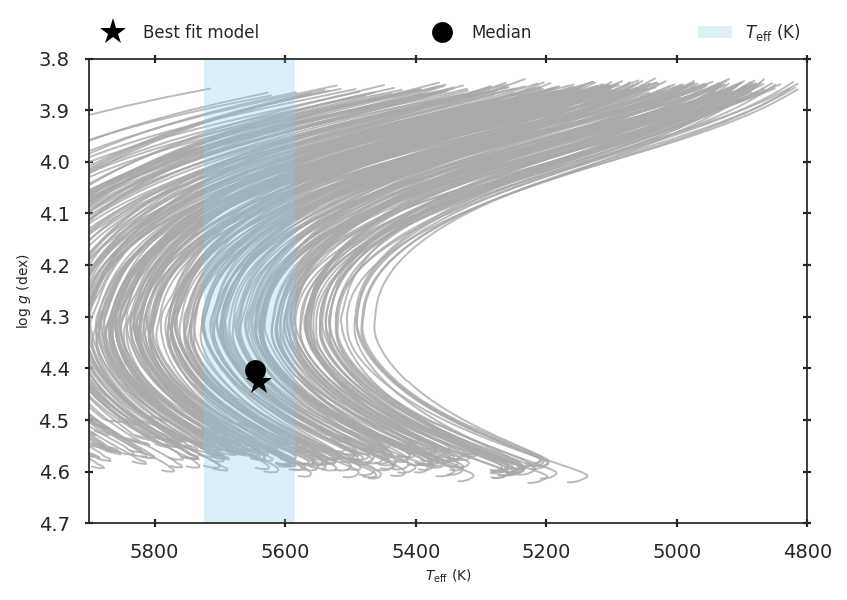 Best fit model Median T_eff (K)
3.8
3.9
4.0
4.1
4.2
4.3
4.4
4.5
4.6
4.7
log g (dex)
5800 5600 5400 5200 5000 4800
T_eff (K)